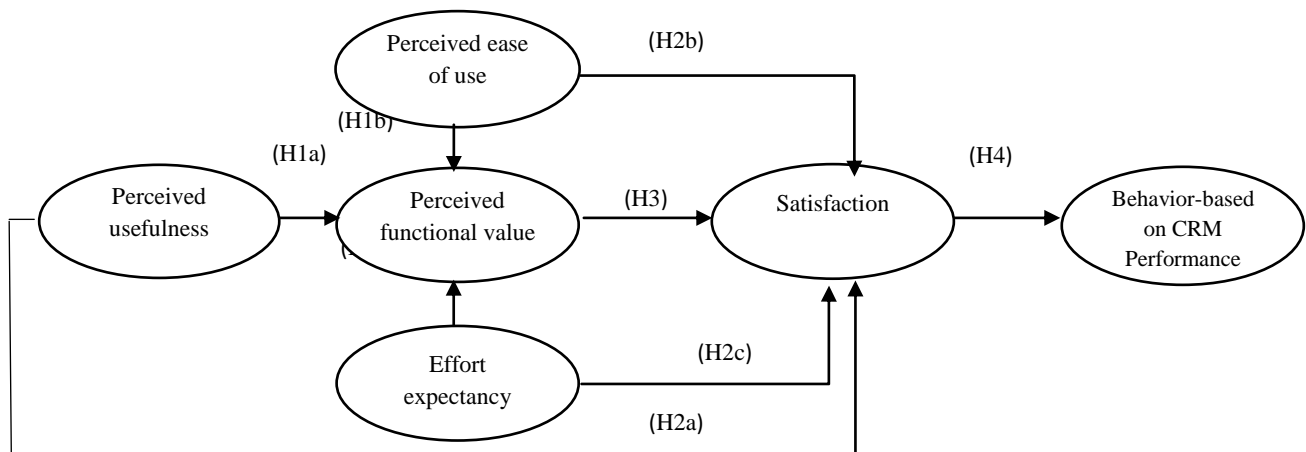 Perceived ease
of use
(H2b)
(H1b)
(H1a)
(H4)
Perceived
usefulness
Perceived
functional value
(H3)
Satisfaction
Behavior-based
on CRM
Performance
Effort
expectancy
(H2c)
(H2a)